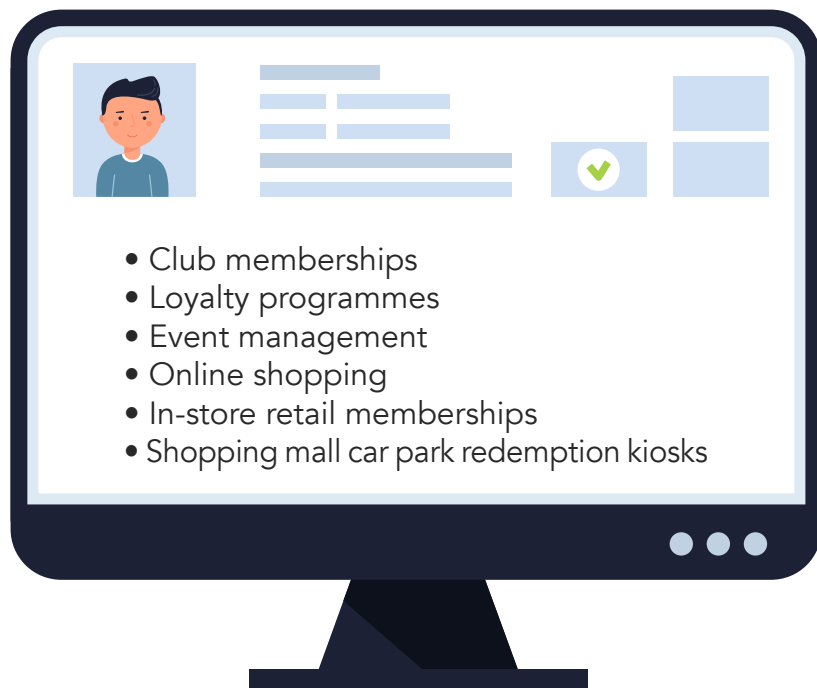 • Club memberships
• Loyalty programmes
• Event management
• Online shopping
• In-store retail memberships
• Shopping mall car park redemption kiosks